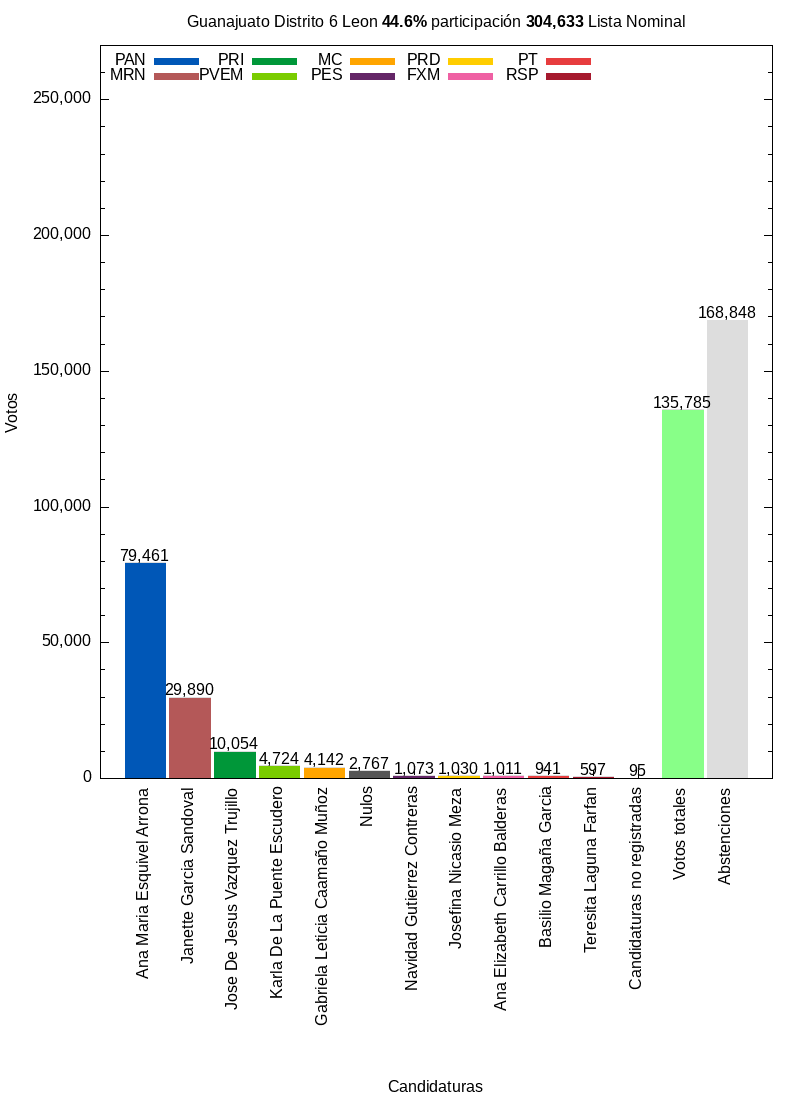 Guanajuato Distrito 6 Leon 44.6% participación 304,633 Lista Nominal
PAN PRI MC PRD PT
MRN PVEM PES FXM RSP
250,000
200,000
150,000
100,000
50,000
0
Votos
79,461
29,890
10,054
4,724
4,142
2,767
1,073
1,030
1,011
941
597
95
135,785
168,848
Ana Maria Esquivel Arrona
Janette Garcia Sandoval
Jose De Jesus Vazquez Trujillo
Karla De La Puente Escudero
Gabriela Leticia Caamaño Muñoz
Nulos
Navidad Gutierrez Contreras
Josefina Nicasio Meza
Ana Elizabeth Carrillo Balderas
Basilio Magaña Garcia
Teresita Laguna Farfan
Candidaturas no registradas
Votos totales
Abstenciones
Candidaturas